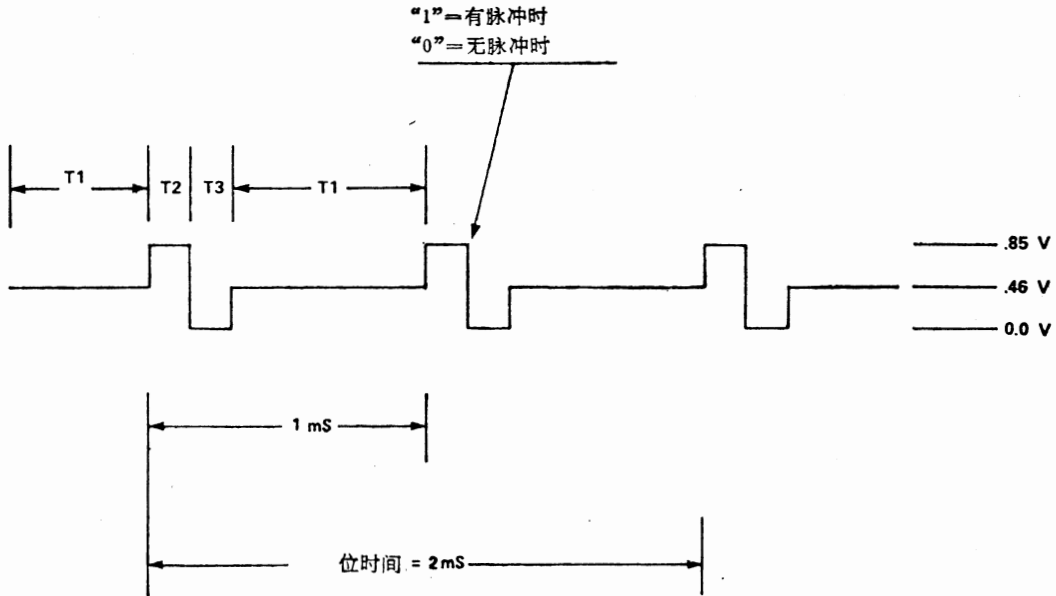 “1”=有脉冲时
“0”=无脉冲时
T1
T2
T3
T1
.85 V
.46 V
0.0 V
1 mS
位时间 = 2mS